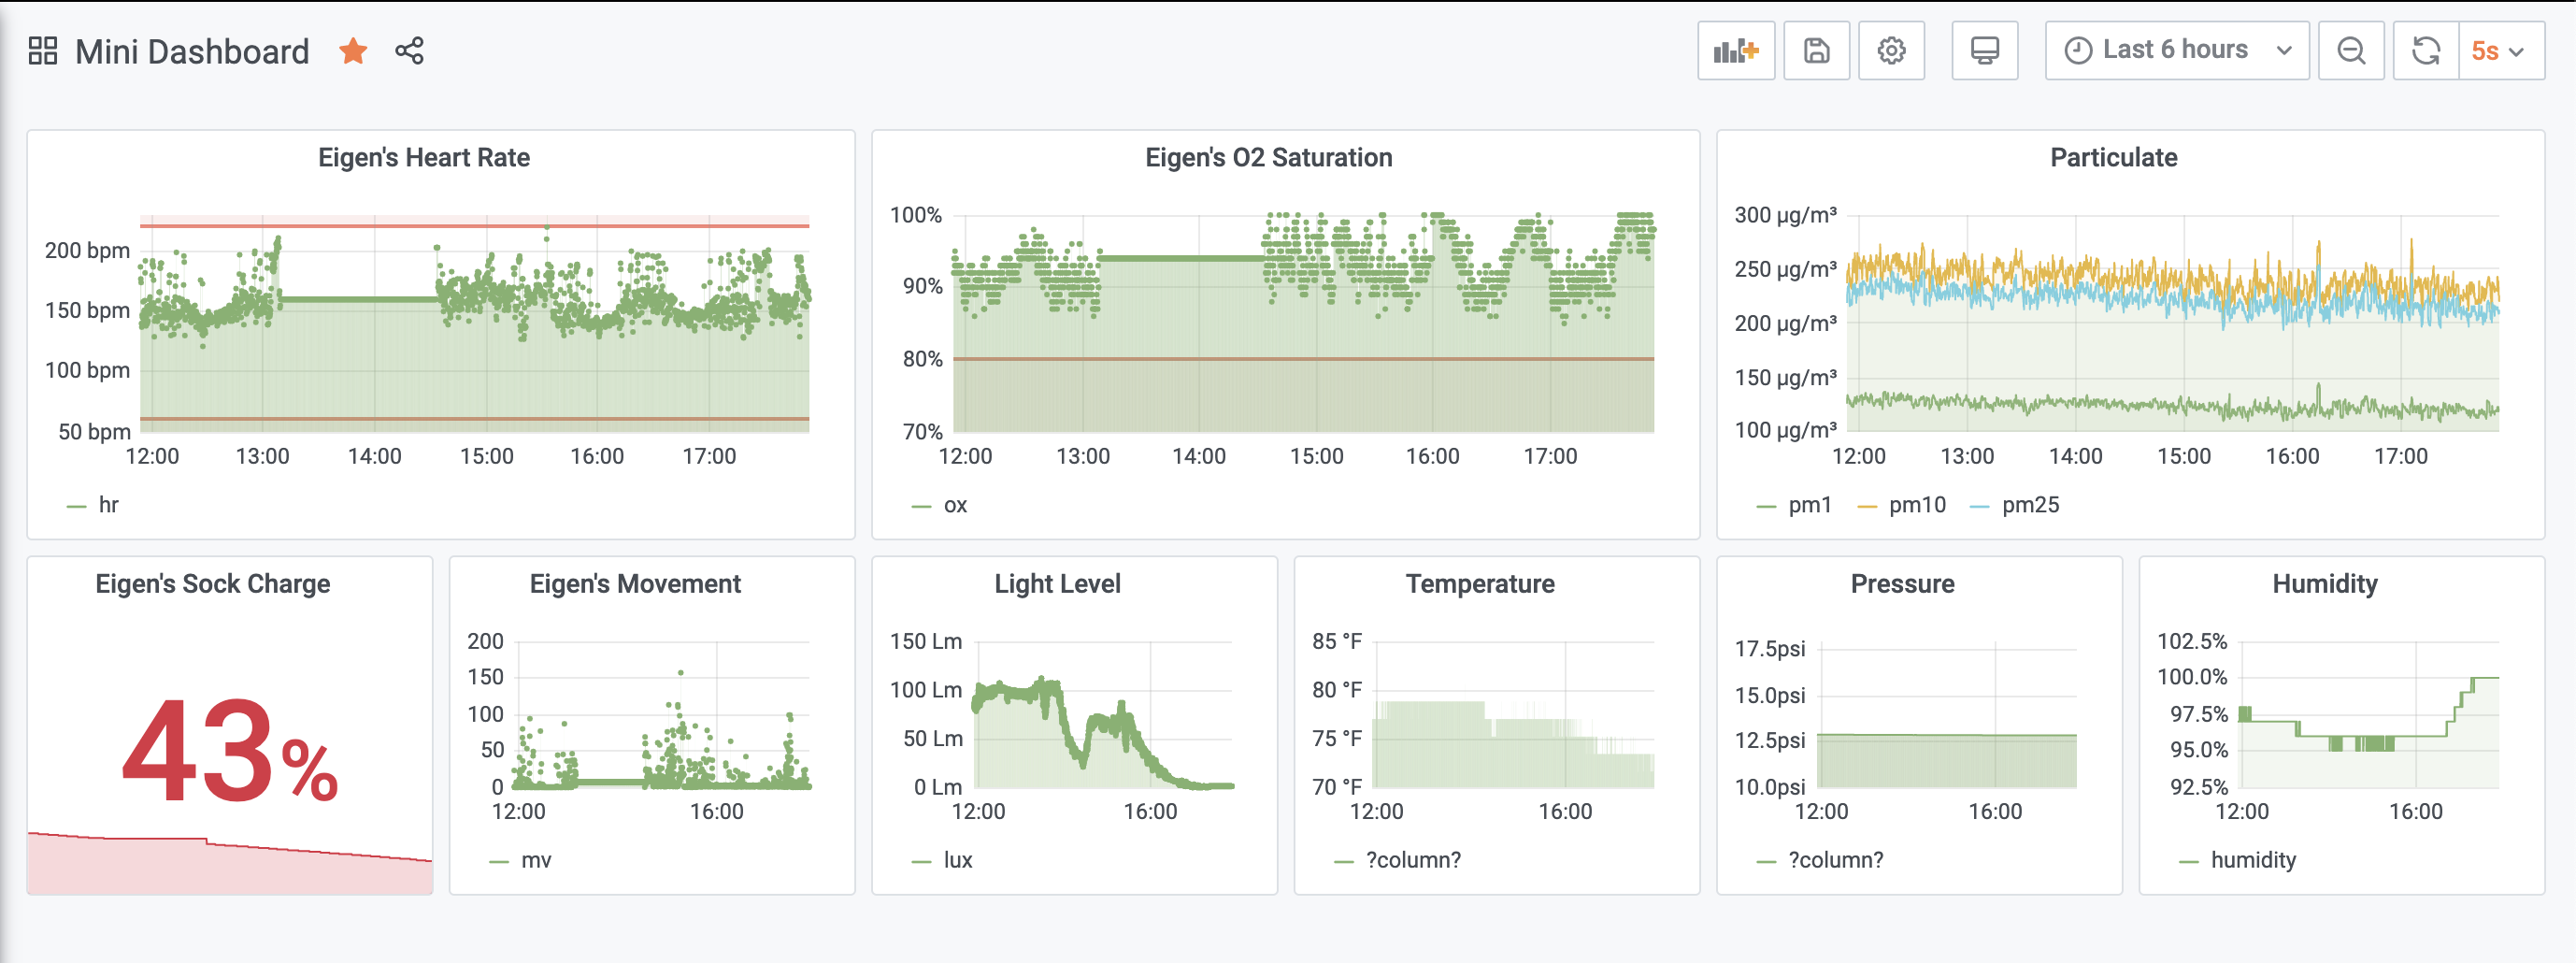 Mini Dashboard
Last 6 hours
5s
Eigen's Heart Rate
200 bpm
150 bpm
100 bpm
50 bpm
12:00 13:00 14:00 15:00 16:00 17:00
hr
Eigen's O2 Saturation
100%
90%
80%
70%
12:00 13:00 14:00 15:00 16:00 17:00
ox
Particulate
300 µg/m³
250 µg/m³
200 µg/m³
150 µg/m³
100 µg/m³
12:00 13:00 14:00 15:00 16:00 17:00
pm1 pm10 pm25
Eigen's Sock Charge
43%
Eigen's Movement
200
150
100
50
0
12:00 16:00
mv
Light Level
150 Lm
100 Lm
50 Lm
0 Lm
12:00 16:00
lux
Temperature
85 °F
80 °F
75 °F
70 °F
12:00 16:00
?column?
Pressure
17.5psi
15.0psi
12.5psi
10.0psi
12:00 16:00
?column?
Humidity
102.5%
100.0%
97.5%
95.0%
92.5%
12:00 16:00
humidity